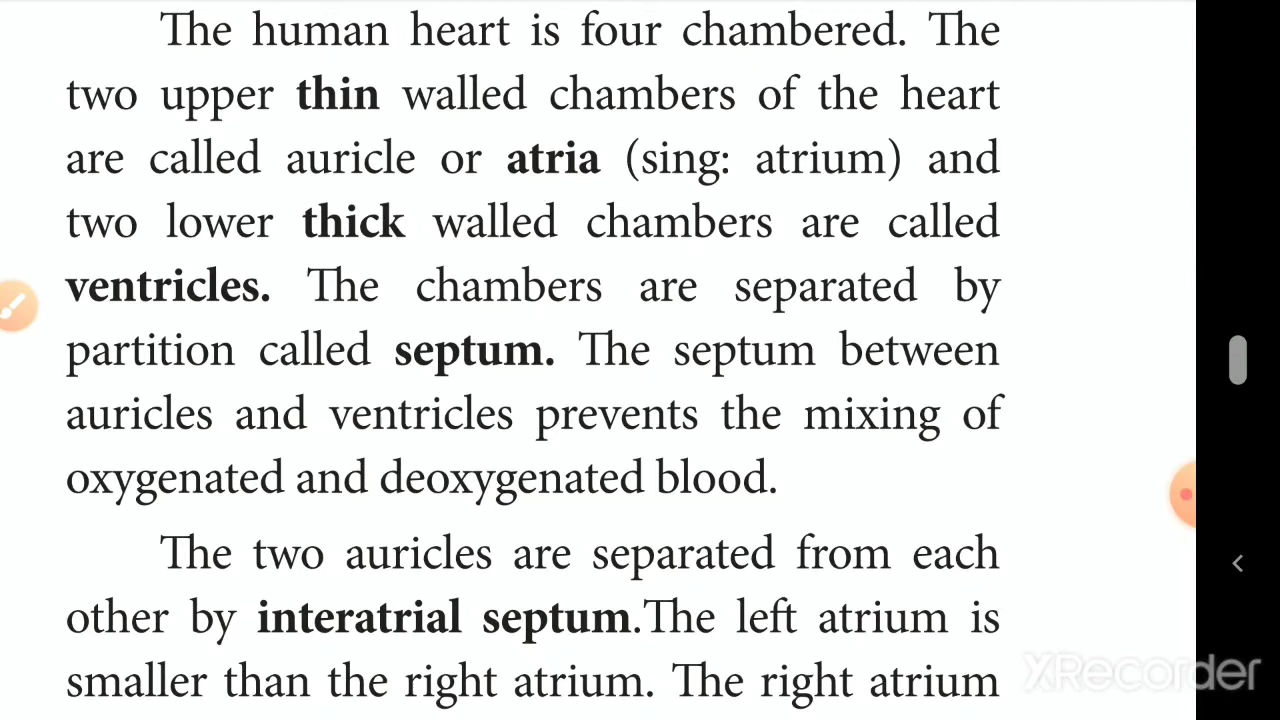 The human heart is four chambered. The
two upper thin walled chambers of the heart
are called auricle or atria (sing: atrium) and
two lower thick walled chambers are called
ventricles. The chambers are separated by
partition called septum. The septum between
auricles and ventricles prevents the mixing of
oxygenated and deoxygenated blood.
The two auricles are separated from each
other by interatrial septum.The left atrium is
smaller than the right atrium. The right atrium
XRecorder